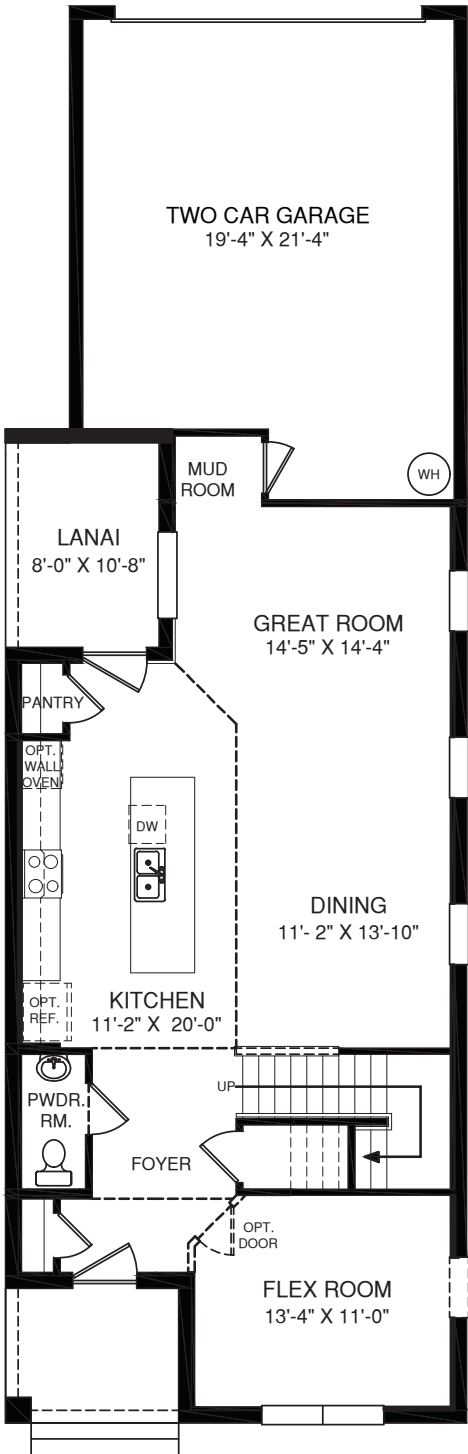 TWO CAR GARAGE
19'-4" X 21'-4"
MUD
ROOM
WH
LANAI
8'-0" X 10'-8"
GREAT ROOM
14'-5" X 14'-4"
PANTRY
OPT.
WALL
OVEN
DW
DINING
11'- 2" X 13'-10"
OPT.
REF.
KITCHEN
11'-2" X 20'-0"
UP
PWDR.
RM.
FOYER
OPT.
DOOR
FLEX ROOM
13'-4" X 11'-0"